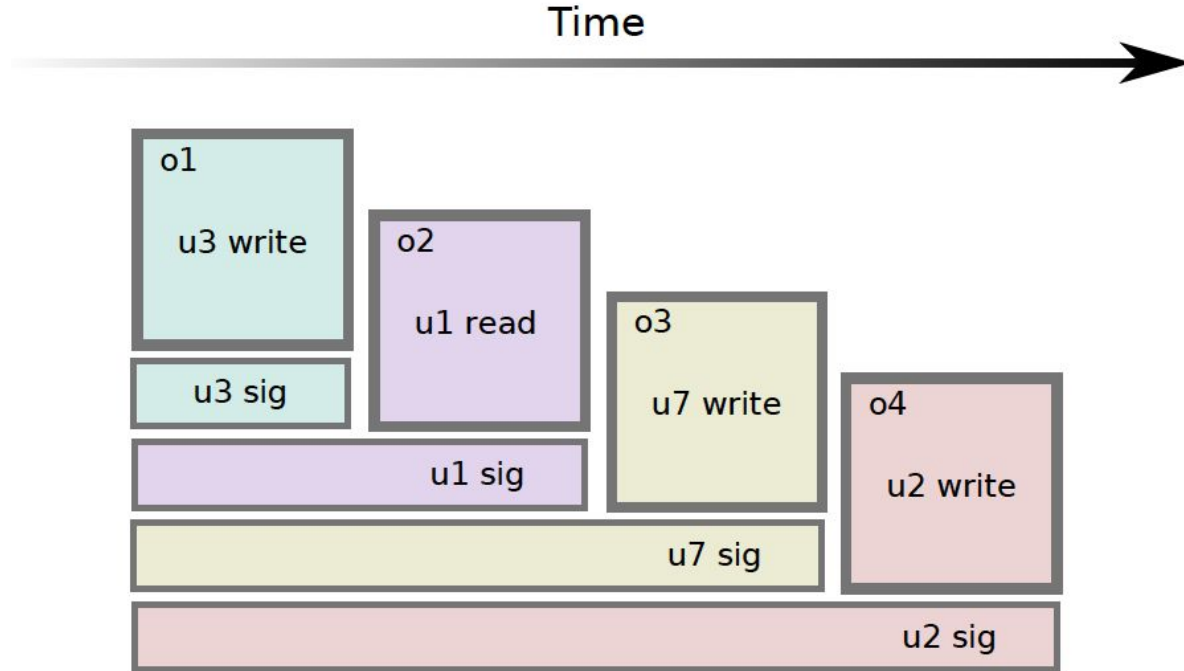 Time
o1
u3 write
o2
u1 read
o3
u7 write
o4
u2 write
u3 sig
u1 sig
u7 sig
u2 sig